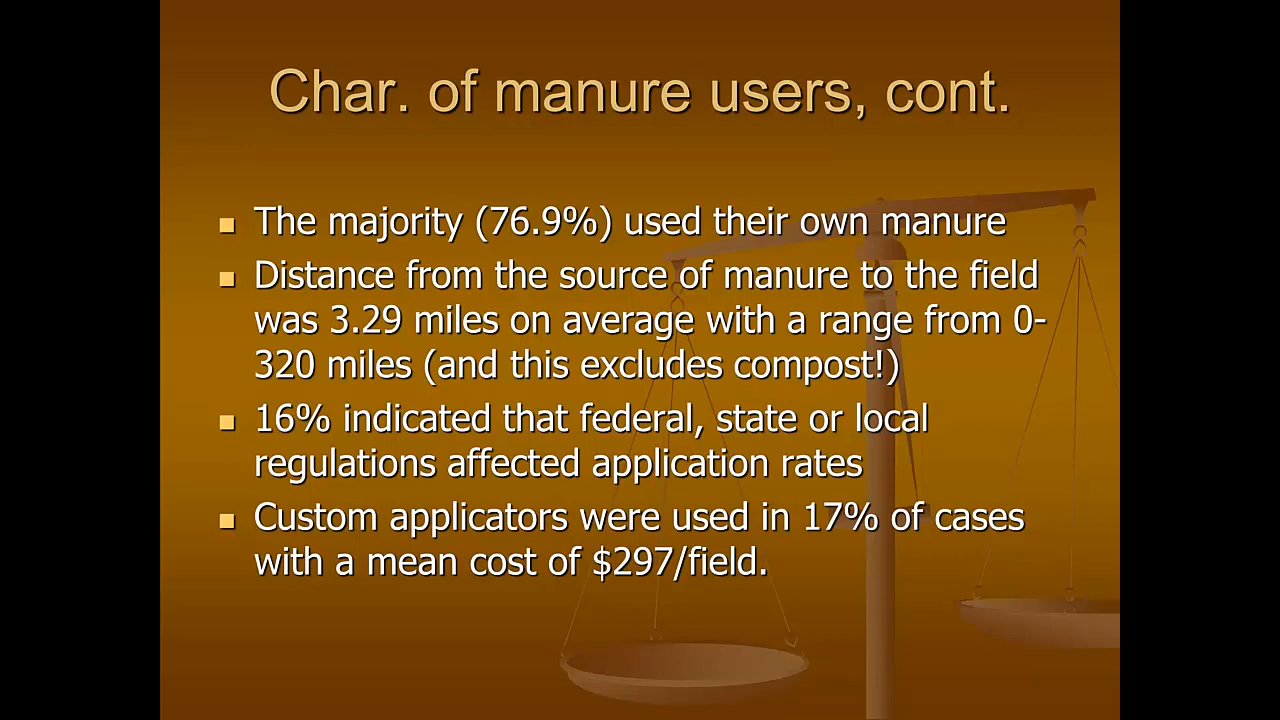 Char. of manure users, cont.
The majority (76.9%) used their own manure
Distance from the source of manure to the field
was 3.29 miles on average with a range from 0-
320 miles (and this excludes compost!)
16% indicated that federal, state or local
regulations affected application rates
Custom applicators were used in 17% of cases
with a mean cost of $297/field.